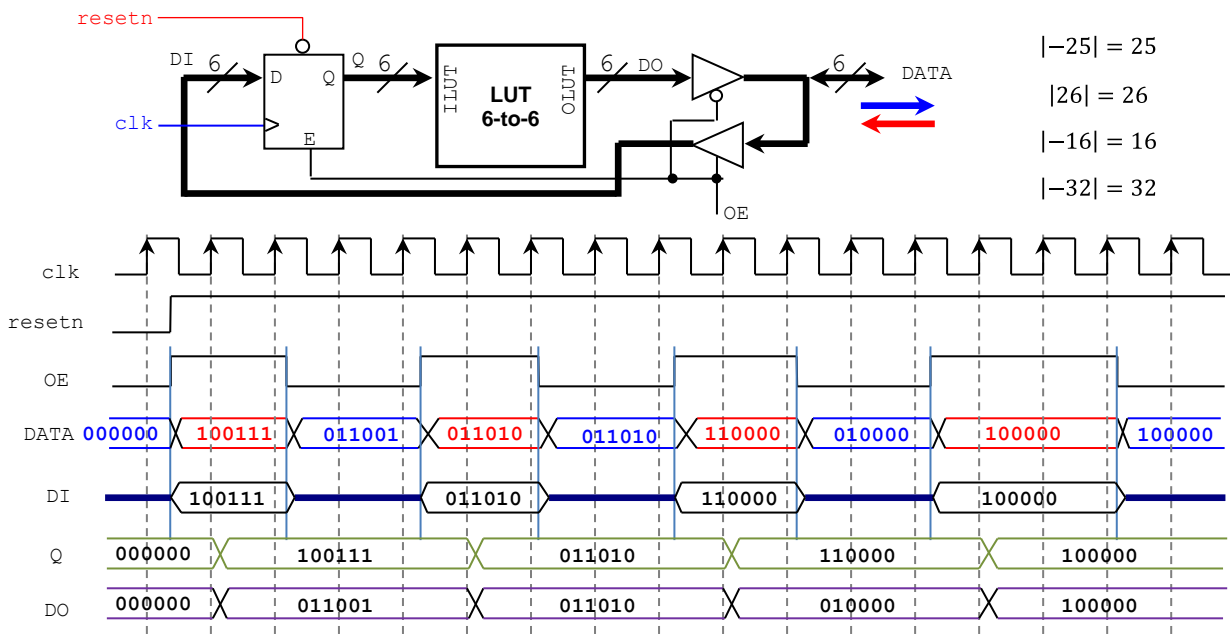 resetn
DI 6 Q 6 6 DO 6 DATA
D Q ILUT LUT OLUT
6-to-6
clk
E
OE
|−25| = 25
|26| = 26
|−16| = 16
|−32| = 32
clk
resetn
OE
DATA 000000 100111 011001 011010 011010 110000 010000 100000 100000
DI 100111 011010 110000 100000
Q 000000 100111 011010 110000 100000
DO 000000 011001 011010 010000 100000